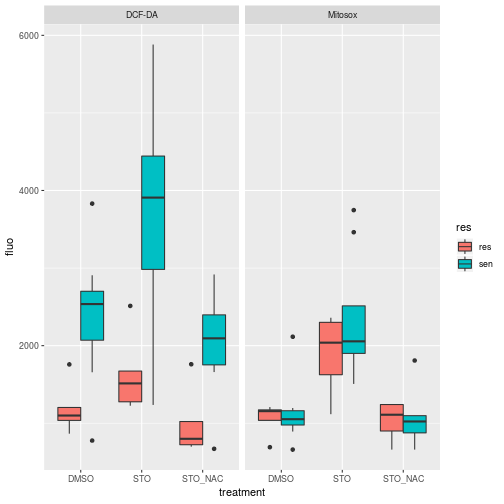 DCF-DA
Mitosox
6000
4000
2000
fluo
DMSO
STO
STO_NAC
DMSO
STO
STO_NAC
treatment
res
res
sen